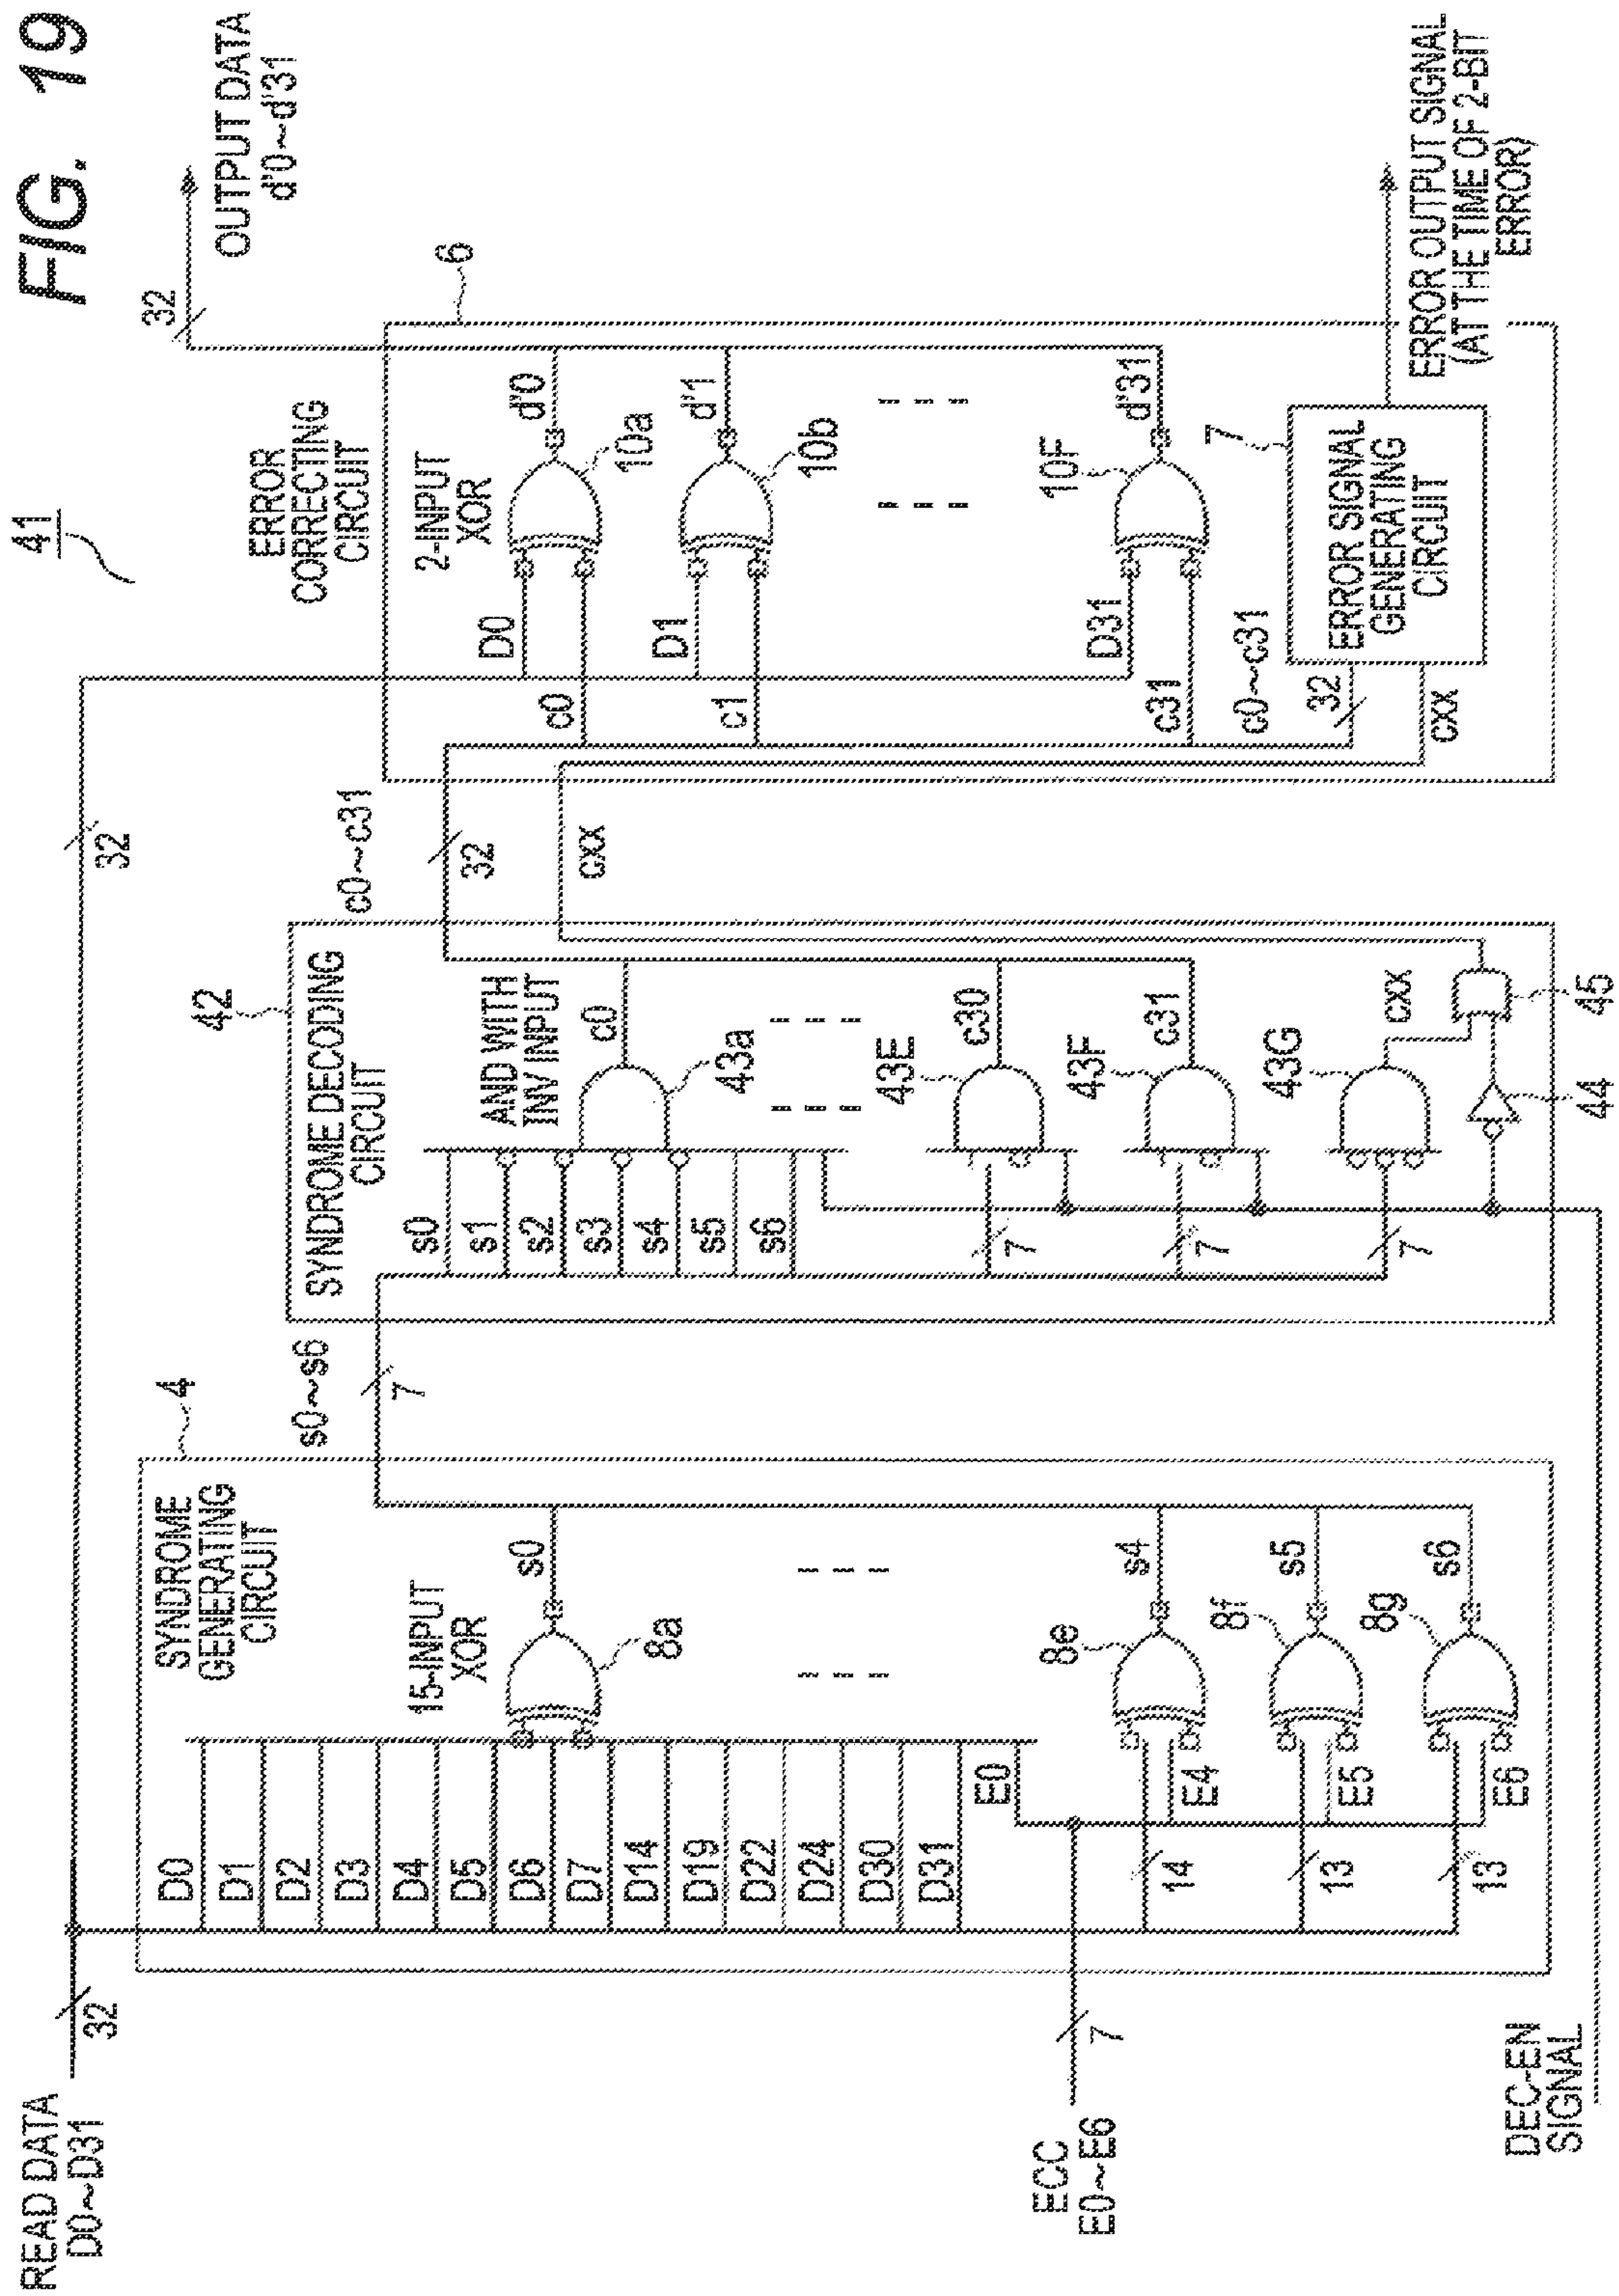 FIG. 19
41
READ DATA
D0~D31
32
32
SYNDROME
GENERATING
CIRCUIT
4
D0
D1
D2
D3
D4
D5
D6
D7
D14
D19
D22
D24
D30
D31
E0
15-INPUT
XOR
8a
s0
8e
s4
8f
s5
8g
s6
E4
E5
E6
14
13
13
ECC
E0~E6
7
DEC-EN
SIGNAL
s0~s6
7
42
SYNDROME DECODING
CIRCUIT
AND WITH
INV INPUT
s0
s1
s2
s3
s4
s5
s6
c0
43a
43E
c30
43F
c31
43G
cxx
7
7
7
44
45
c0~c31
32
cxx
ERROR
CORRECTING
CIRCUIT
6
2-INPUT
XOR
D0
c0
d'0
10a
D1
c1
d'1
10b
D31
c31
d'31
10F
c0~c31
32
cxx
7
ERROR SIGNAL
GENERATING
CIRCUIT
32
OUTPUT DATA
d'0~d'31
ERROR OUTPUT SIGNAL
(AT THE TIME OF 2-BIT
ERROR)